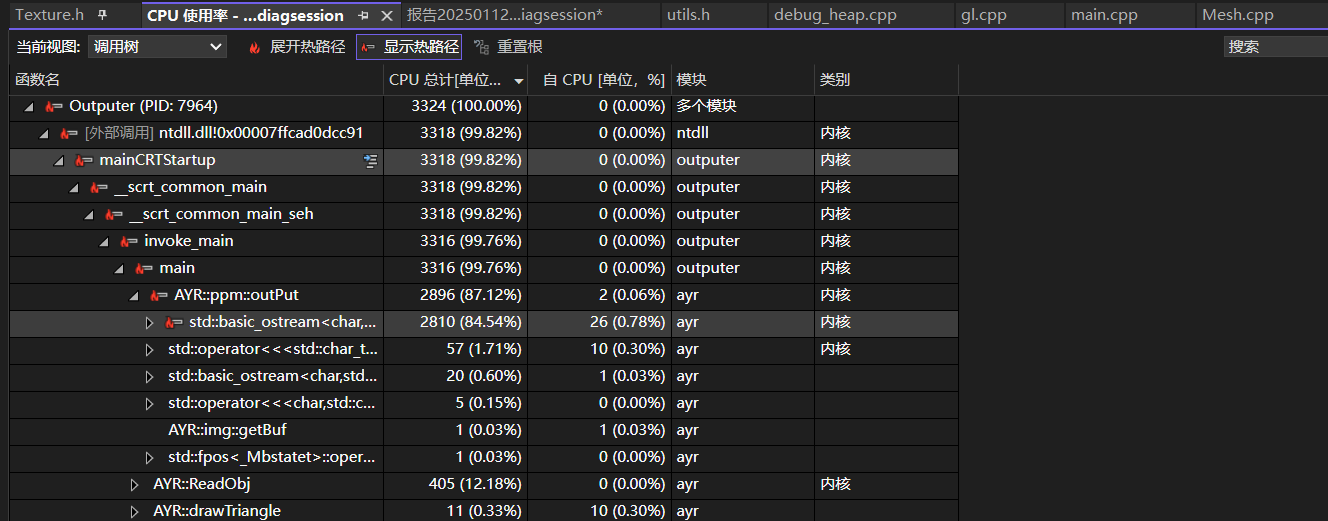 Texture.h CPU 使用率 - ...diagsession 报告20250112...iagsession* utils.h debug_heap.cpp gl.cpp main.cpp Mesh.cpp
当前视图: 调用树 展开热路径 显示热路径 重置根 搜索
函数名 CPU 总计[单位... 自 CPU [单位，%] 模块 类别
Outputer (PID: 7964) 3324 (100.00%) 0 (0.00%) 多个模块
[外部调用] ntdll.dll!0x00007ffcad0dcc91 3318 (99.82%) 0 (0.00%) ntdll 内核
mainCRTStartup 3318 (99.82%) 0 (0.00%) outputer 内核
__scrt_common_main 3318 (99.82%) 0 (0.00%) outputer 内核
__scrt_common_main_seh 3318 (99.82%) 0 (0.00%) outputer 内核
invoke_main 3316 (99.76%) 0 (0.00%) outputer 内核
main 3316 (99.76%) 0 (0.00%) outputer 内核
AYR::ppm::outPut 2896 (87.12%) 2 (0.06%) ayr 内核
std::basic_ostream<char,... 2810 (84.54%) 26 (0.78%) ayr 内核
std::operator<<<std::char_t... 57 (1.71%) 10 (0.30%) ayr 内核
std::basic_ostream<char,std... 20 (0.60%) 1 (0.03%) ayr
std::operator<<<char,std::c... 5 (0.15%) 0 (0.00%) ayr
AYR::img::getBuf 1 (0.03%) 1 (0.03%) ayr
std::fpos<_Mbstatet>::oper... 1 (0.03%) 0 (0.00%) ayr
AYR::ReadObj 405 (12.18%) 0 (0.00%) ayr 内核
AYR::drawTriangle 11 (0.33%) 10 (0.30%) ayr